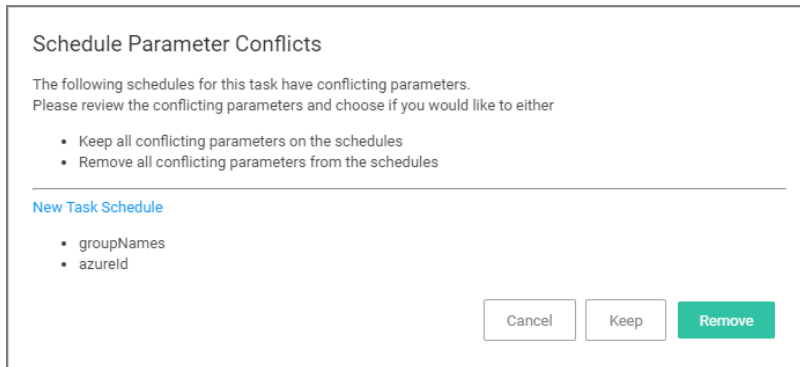 Schedule Parameter Conflicts
The following schedules for this task have conflicting parameters.
Please review the conflicting parameters and choose if you would like to either
• Keep all conflicting parameters on the schedules
• Remove all conflicting parameters from the schedules
New Task Schedule
• groupNames
• azureId
Cancel Keep Remove